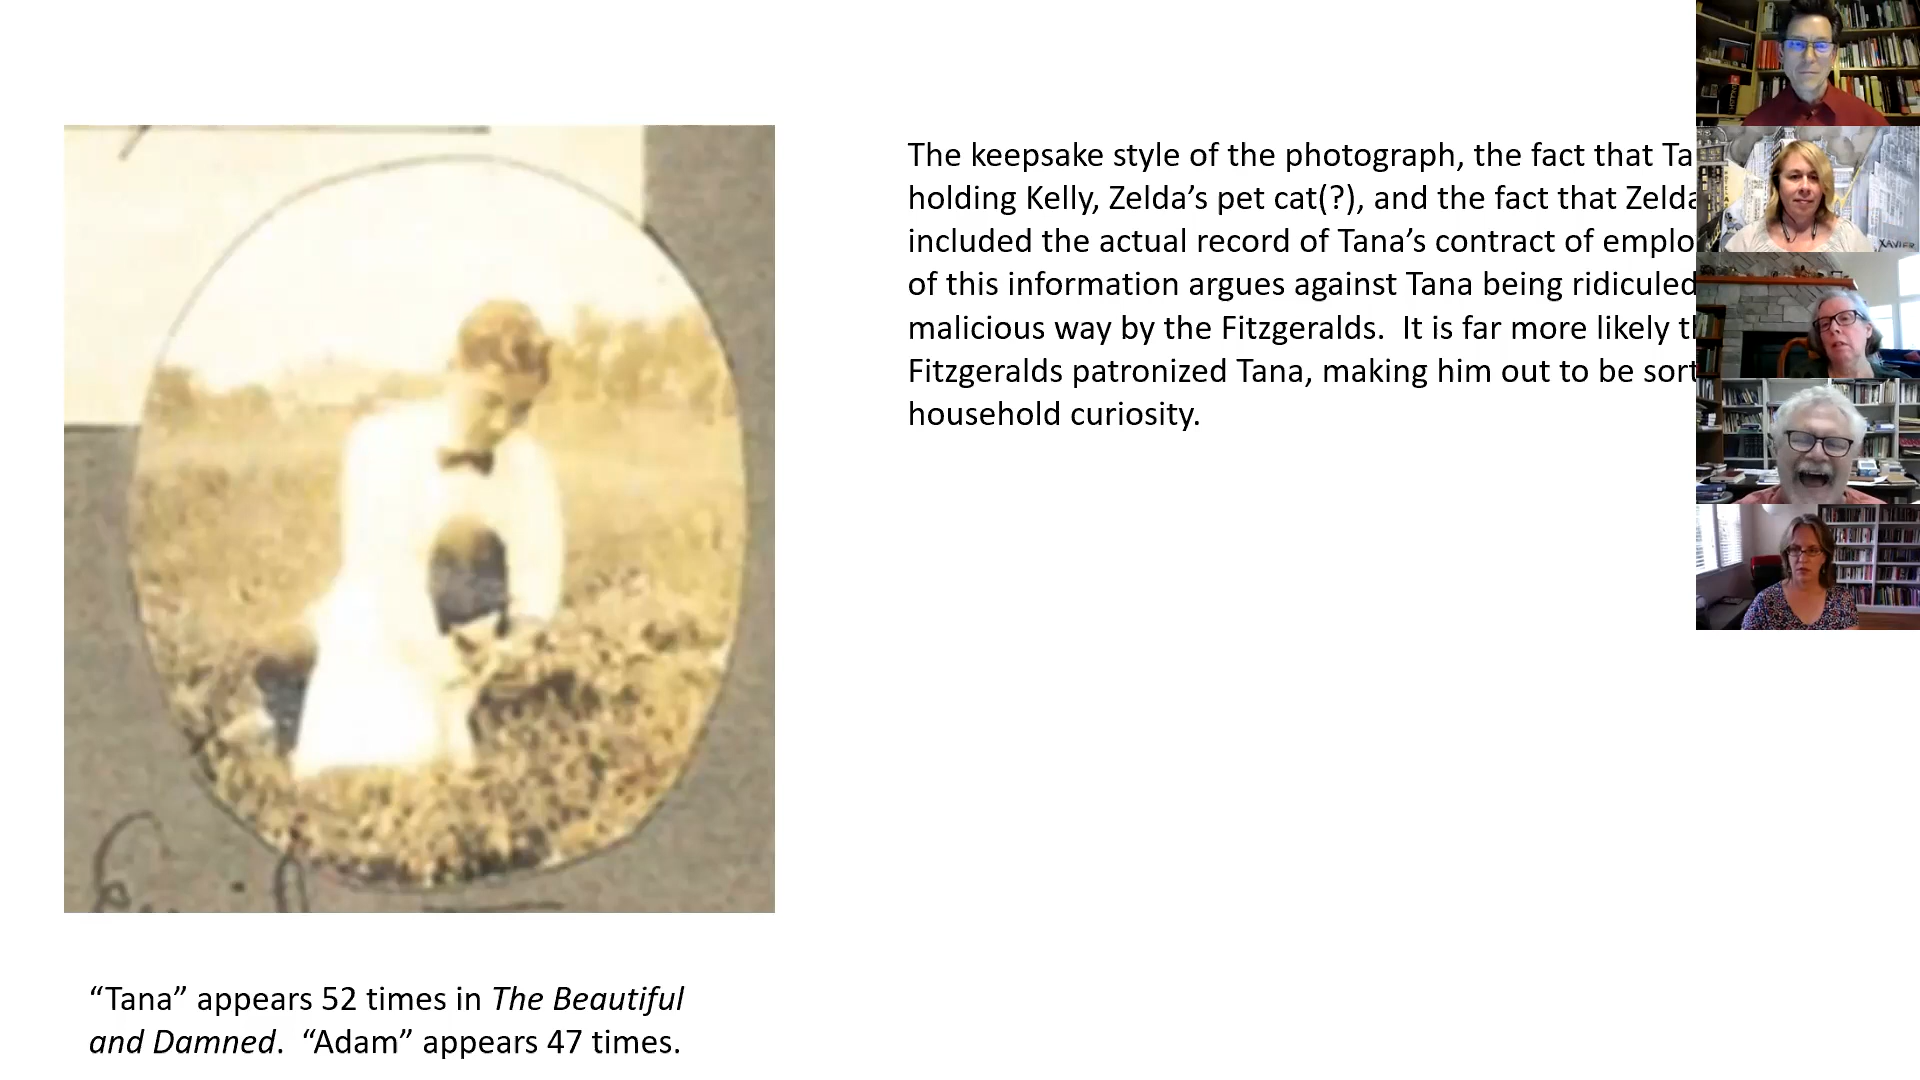 The keepsake style of the photograph, the fact that Ta
holding Kelly, Zelda’s pet cat(?), and the fact that Zelda
included the actual record of Tana’s contract of emplo
of this information argues against Tana being ridiculed
malicious way by the Fitzgeralds.  It is far more likely th
Fitzgeralds patronized Tana, making him out to be sort
household curiosity.
“Tana” appears 52 times in The Beautiful
and Damned.  “Adam” appears 47 times.
XAVIER